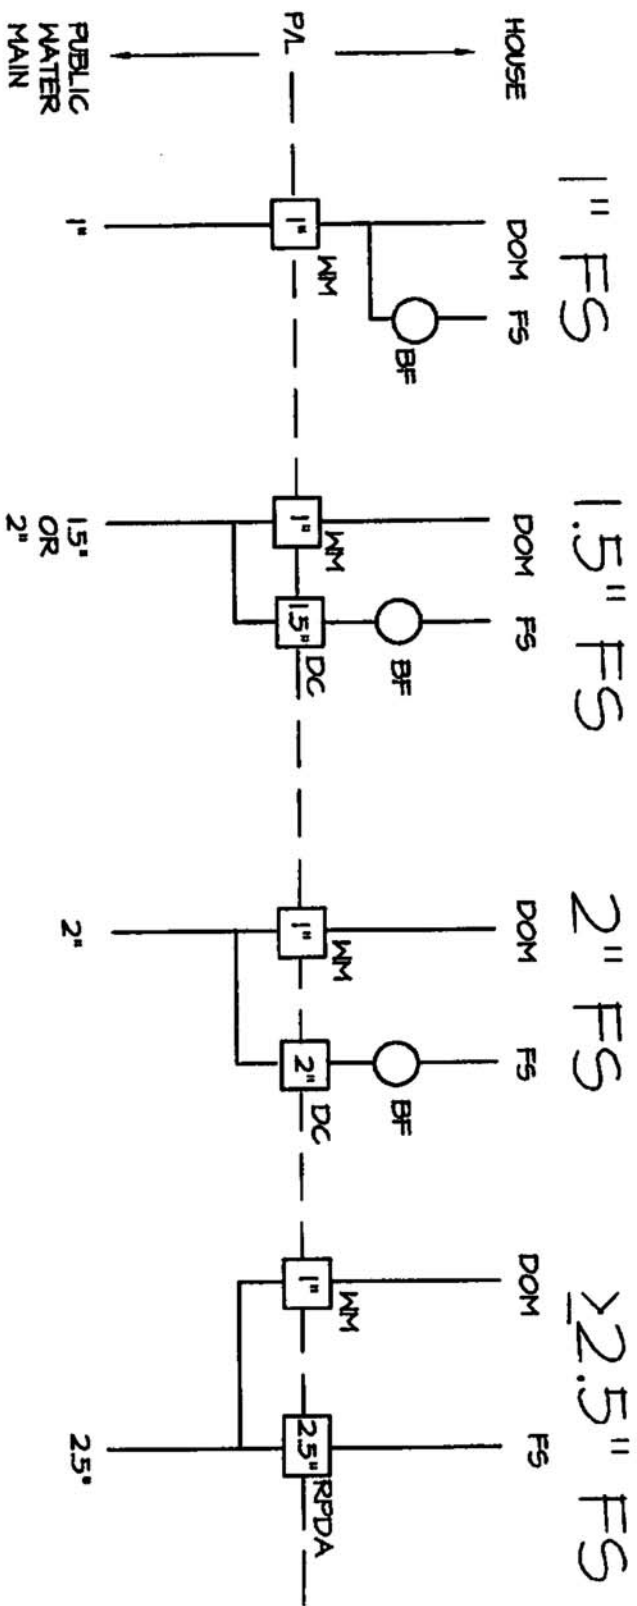 1" FS
1.5" FS
2" FS
≥2.5" FS
HOUSE
DOM
FS
DOM
FS
DOM
FS
DOM
FS
BF
BF
BF
P/L
1"
WM
1"
WM
1.5"
DC
1"
WM
2"
DC
1"
WM
2.5"
RPDA
PUBLIC
WATER
MAIN
1"
1.5"
OR
2"
2"
2.5"